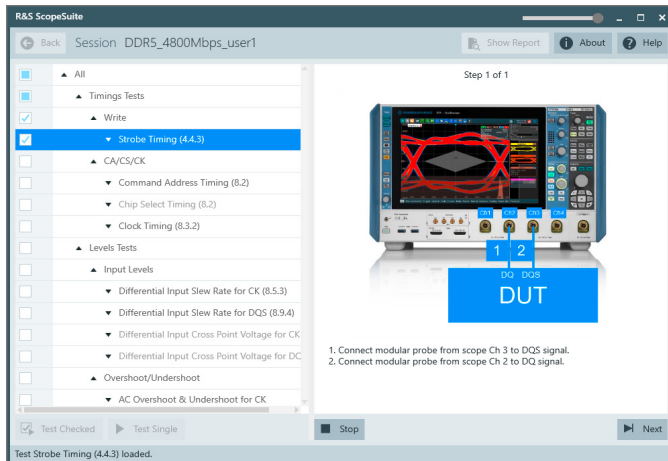 R&S ScopeSuite
Back
Session DDR5_4800Mbps_user1
Show Report
About
Help
All
Timings Tests
Write
Strobe Timing (4.4.3)
CA/CS/CK
Command Address Timing (8.2)
Chip Select Timing (8.2)
Clock Timing (8.3.2)
Levels Tests
Input Levels
Differential Input Slew Rate for CK (8.5.3)
Differential Input Slew Rate for DQS (8.9.4)
Differential Input Cross Point Voltage for CK
Differential Input Cross Point Voltage for DC
Overshoot/Undershoot
AC Overshoot & Undershoot for CK
Test Checked
Test Single
Step 1 of 1
Ch1 Ch2 Ch3 Ch4
1 2
DQ DQS
DUT
1. Connect modular probe from scope Ch 3 to DQS signal.
2. Connect modular probe from scope Ch 2 to DQ signal.
Stop
Next
Test Strobe Timing (4.4.3) loaded.